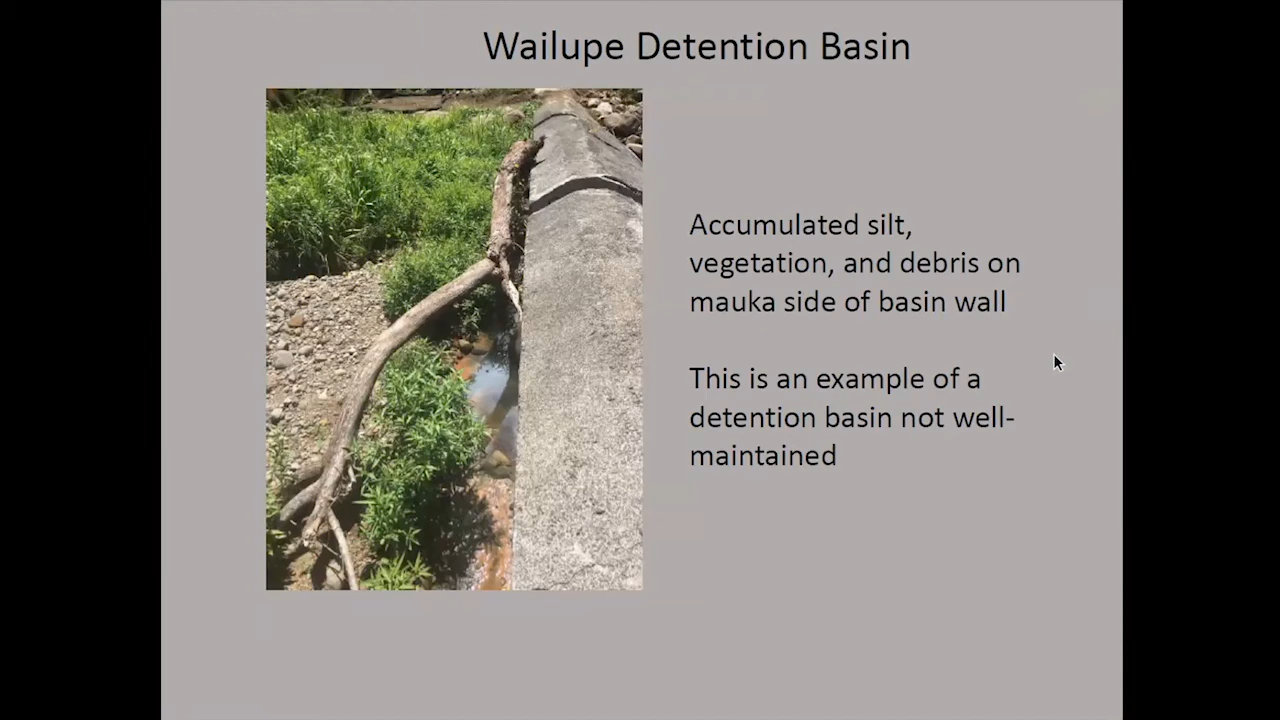 Wailupe Detention Basin
Accumulated silt,
vegetation, and debris on
mauka side of basin wall
This is an example of a
detention basin not well-
maintained